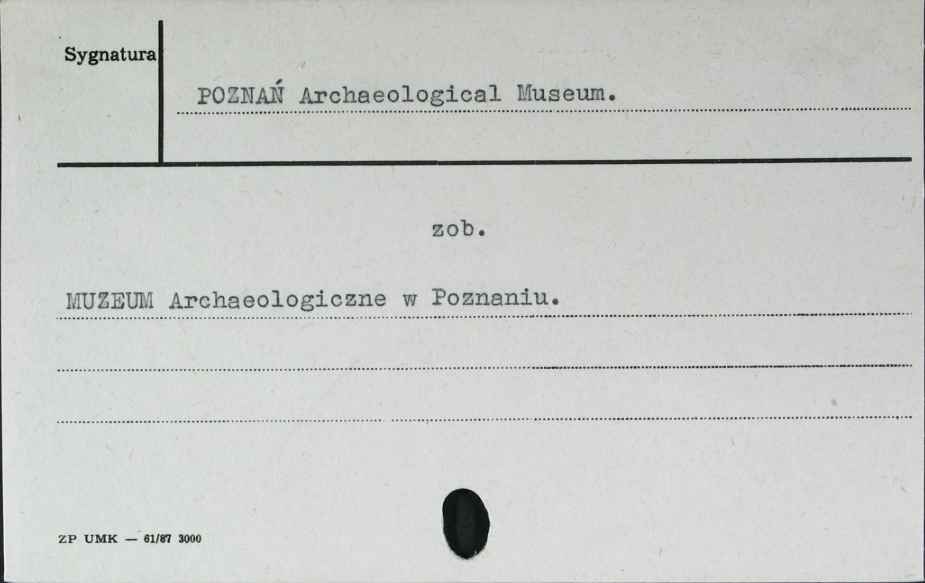 Sygnatura
POZNAŃ Archaeological Museum.
zob.
MUZEUM Archaeologiczne w Poznaniu.
ZP UMK — 61/87 3000